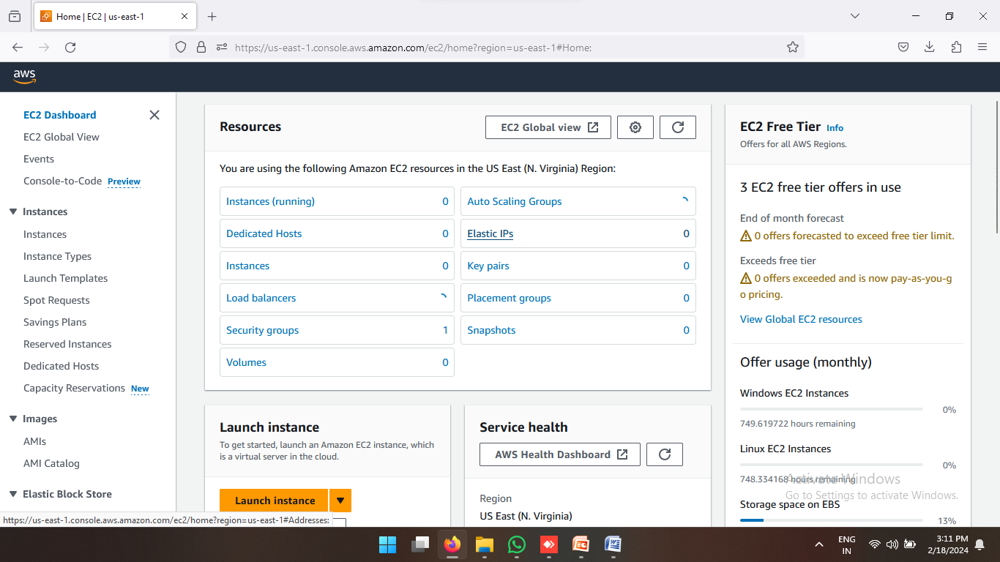 Home | EC2 | us-east-1
https://us-east-1.console.aws.amazon.com/ec2/home?region=us-east-1#Home:
aws
EC2 Dashboard
EC2 Global View
Events
Console-to-Code Preview
Instances
Instances
Instance Types
Launch Templates
Spot Requests
Savings Plans
Reserved Instances
Dedicated Hosts
Capacity Reservations New
Images
AMIs
AMI Catalog
Elastic Block Store
https://us-east-1.console.aws.amazon.com/ec2/home?region=us-east-1#Addresses:
Resources
EC2 Global view
You are using the following Amazon EC2 resources in the US East (N. Virginia) Region:
Instances (running) 0
Auto Scaling Groups
Dedicated Hosts 0
Elastic IPs 0
Instances 0
Key pairs 0
Load balancers
Placement groups 0
Security groups 1
Snapshots 0
Volumes 0
Launch instance
To get started, launch an Amazon EC2 instance, which
is a virtual server in the cloud.
Launch instance
Service health
AWS Health Dashboard
Region
US East (N. Virginia)
EC2 Free Tier Info
Offers for all AWS Regions.
3 EC2 free tier offers in use
End of month forecast
0 offers forecasted to exceed free tier limit.
Exceeds free tier
0 offers exceeded and is now pay-as-you-g
o pricing.
View Global EC2 resources
Offer usage (monthly)
Windows EC2 Instances
0%
749.619722 hours remaining
Linux EC2 Instances
0%
748.334168 hours remaining
Storage space on EBS
13%
Activate Windows
Go to Settings to activate Windows.
ENG
IN
3:11 PM
2/18/2024